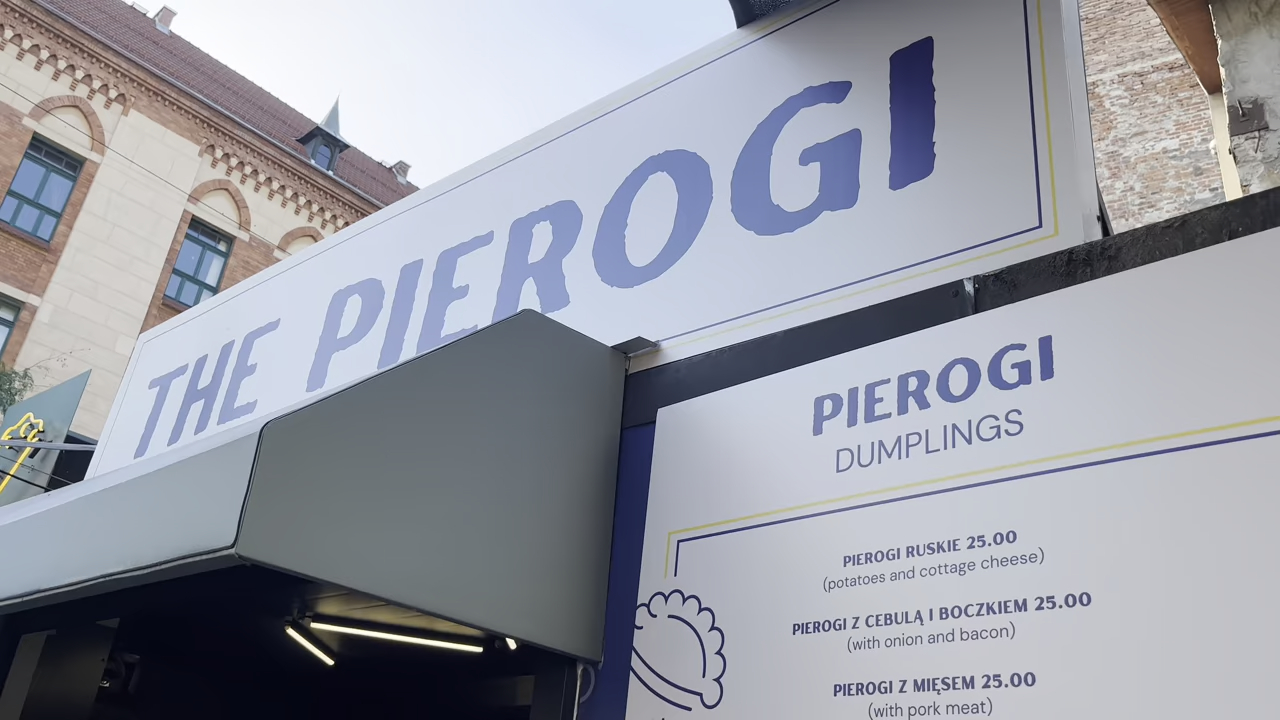 THE PIEROGI
PIEROGI
DUMPLINGS
PIEROGI RUSKIE 25.00
(potatoes and cottage cheese)
PIEROGI Z CEBULĄ I BOCZKIEM 25.00
(with onion and bacon)
PIEROGI Z MIĘSEM 25.00
(with pork meat)